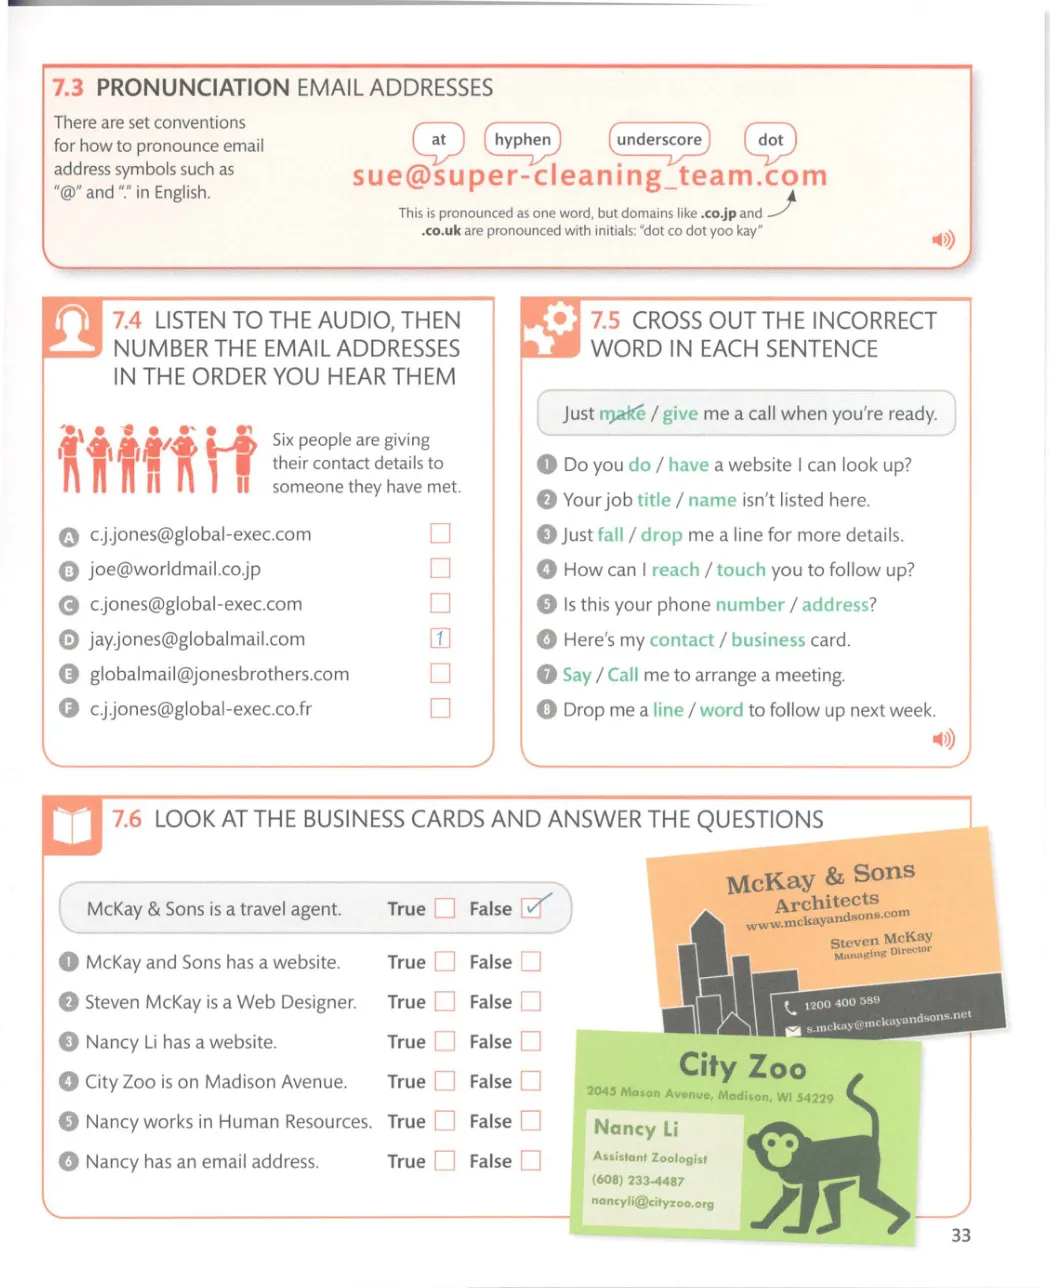 7.3 PRONUNCIATION EMAIL ADDRESSES
There are set conventions
for how to pronounce email
address symbols such as
"@" and "." in English.
at
hyphen
underscore
dot
sue@super-cleaning_team.com
This is pronounced as one word, but domains like .co.jp and
.co.uk are pronounced with initials: "dot co dot yoo kay"
7.4 LISTEN TO THE AUDIO, THEN
NUMBER THE EMAIL ADDRESSES
IN THE ORDER YOU HEAR THEM
Six people are giving
their contact details to
someone they have met.
A c.j.jones@global-exec.com
B joe@worldmail.co.jp
C c.jones@global-exec.com
D jay.jones@globalmail.com 1
E globalmail@jonesbrothers.com
F c.j.jones@global-exec.co.fr
7.5 CROSS OUT THE INCORRECT
WORD IN EACH SENTENCE
Just make / give me a call when you're ready.
1 Do you do / have a website I can look up?
2 Your job title / name isn't listed here.
3 Just fall / drop me a line for more details.
4 How can I reach / touch you to follow up?
5 Is this your phone number / address?
6 Here's my contact / business card.
7 Say / Call me to arrange a meeting.
8 Drop me a line / word to follow up next week.
7.6 LOOK AT THE BUSINESS CARDS AND ANSWER THE QUESTIONS
McKay & Sons is a travel agent. True False
1 McKay and Sons has a website. True False
2 Steven McKay is a Web Designer. True False
3 Nancy Li has a website. True False
4 City Zoo is on Madison Avenue. True False
5 Nancy works in Human Resources. True False
6 Nancy has an email address. True False
McKay & Sons
Architects
www.mckayandsons.com
Steven McKay
Managing Director
1200 400 589
s.mckay@mckayandsons.net
City Zoo
2045 Mason Avenue, Madison, WI 54229
Nancy Li
Assistant Zoologist
(608) 233-4487
nancyli@cityzoo.org
33